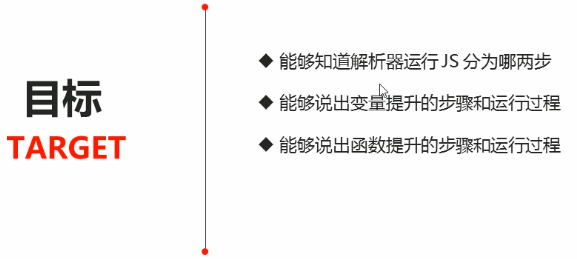 目标
TARGET
◆ 能够知道解析器运行 JS 分为哪两步
◆ 能够说出变量提升的步骤和运行过程
◆ 能够说出函数提升的步骤和运行过程